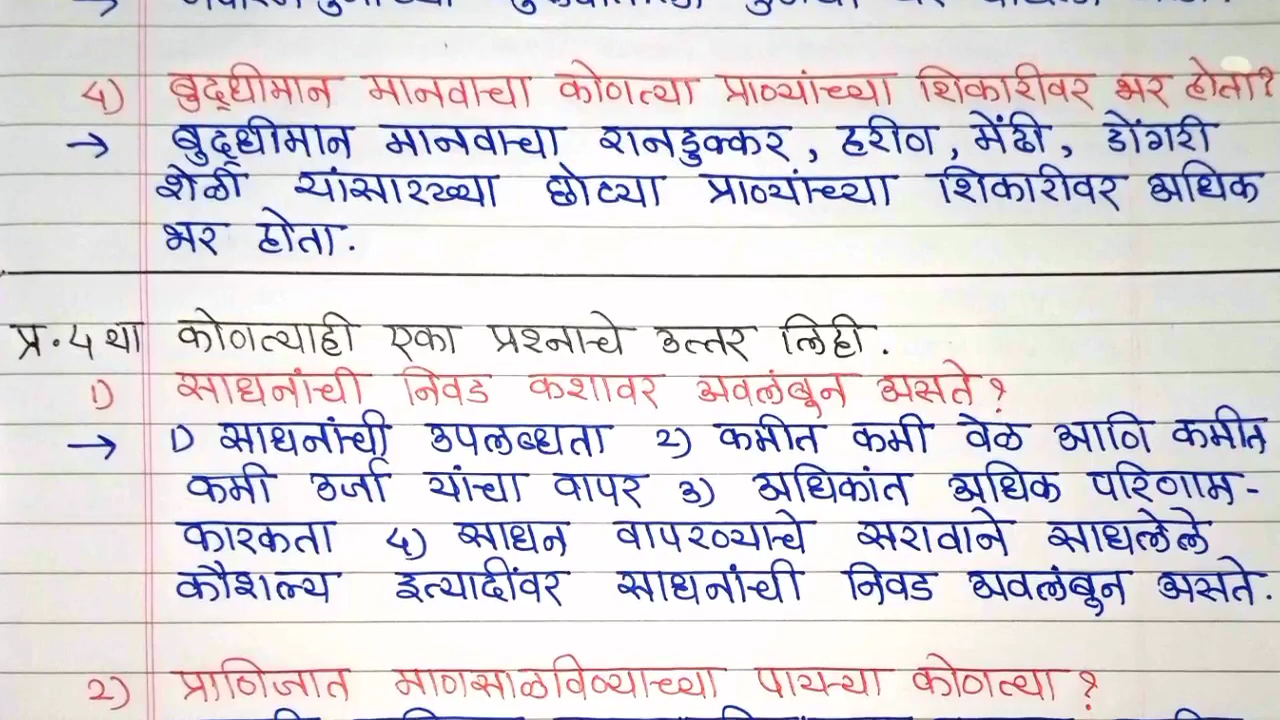 4) बुद्धीमान मानवाचा कोणत्या प्राण्यांच्या शिकारीवर भर होता?
→ बुद्धीमान मानवाचा रानडुक्कर, हरीण, मेंढी, डोंगरी
शेळी यांसारख्या छोट्या प्राण्यांच्या शिकारीवर अधिक
भर होता.
प्र.4था कोणत्याही एका प्रश्नाचे उत्तर लिही.
1) साधनांची निवड कशावर अवलंबून असते?
→ 1) साधनांची उपलब्धता 2) कमीत कमी वेळ आणि कमीत
कमी उर्जा यांचा वापर 3) अधिकांत अधिक परिणाम-
कारकता 4) साधन वापरण्याचे सरावाने साधलेले
कौशल्य इत्यादींवर साधनांची निवड अवलंबून असते.
2) प्राणिजात माणसाळविण्याच्या पायऱ्या कोणत्या?